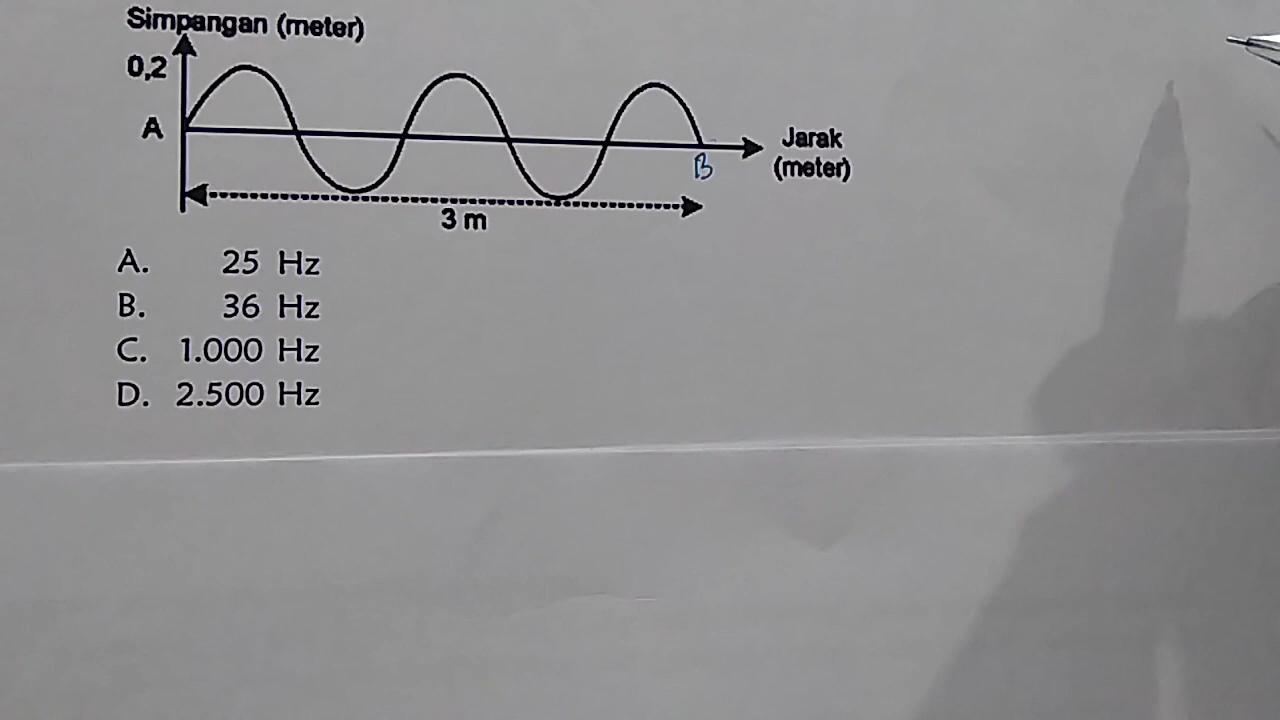 Simpangan (meter)
0,2
A
Jarak
(meter)
B
3 m
A. 25 Hz
B. 36 Hz
C. 1.000 Hz
D. 2.500 Hz